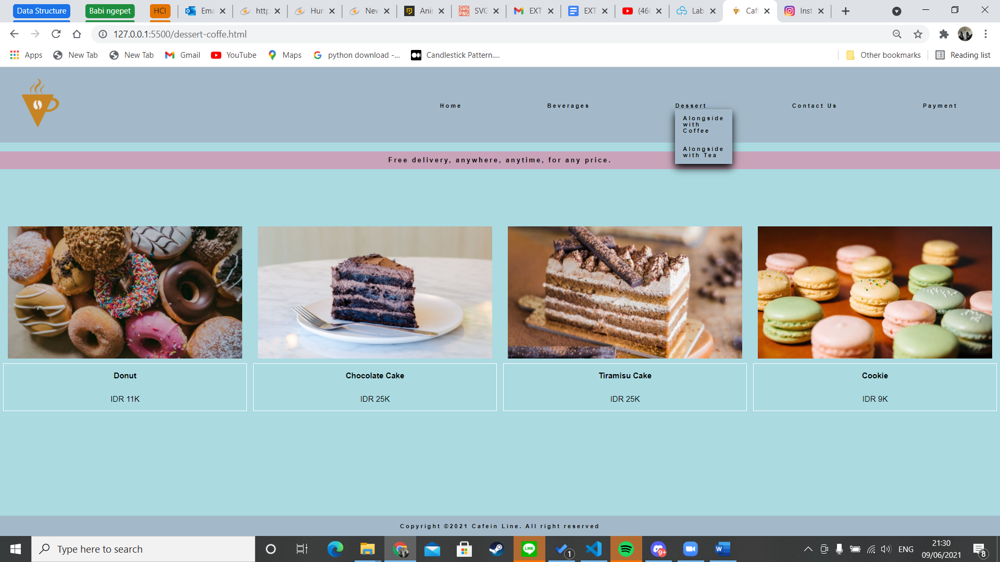 Data Structure
Babi ngepet
HCI
Ema
http
Hur
New
Anir
SVG
EXT
EXT
(46
Lab
Caf
Inst
127.0.0.1:5500/dessert-coffe.html
Apps
New Tab
New Tab
Gmail
YouTube
Maps
python download -...
Candlestick Pattern....
Other bookmarks
Reading list
Home
Beverages
Dessert
Contact Us
Payment
Alongside
with
Coffee
Alongside
with Tea
Free delivery, anywhere, anytime, for any price.
Donut
IDR 11K
Chocolate Cake
IDR 25K
Tiramisu Cake
IDR 25K
Cookie
IDR 9K
Copyright ©2021 Cafein Line. All right reserved
Type here to search
LINE
1
9+
ENG
21:30
09/06/2021
8